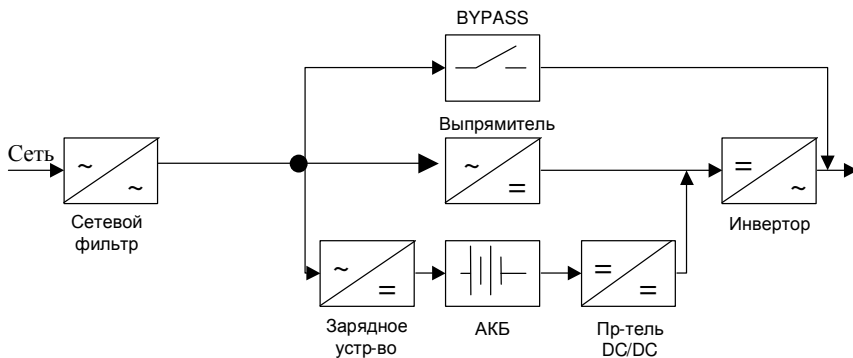 BYPASS
Выпрямитель
Сеть
~
~
~
=
=
~
Сетевой
фильтр
Инвертор
~
=
=
=
Зарядное
устр-во
АКБ
Пр-тель
DC/DC